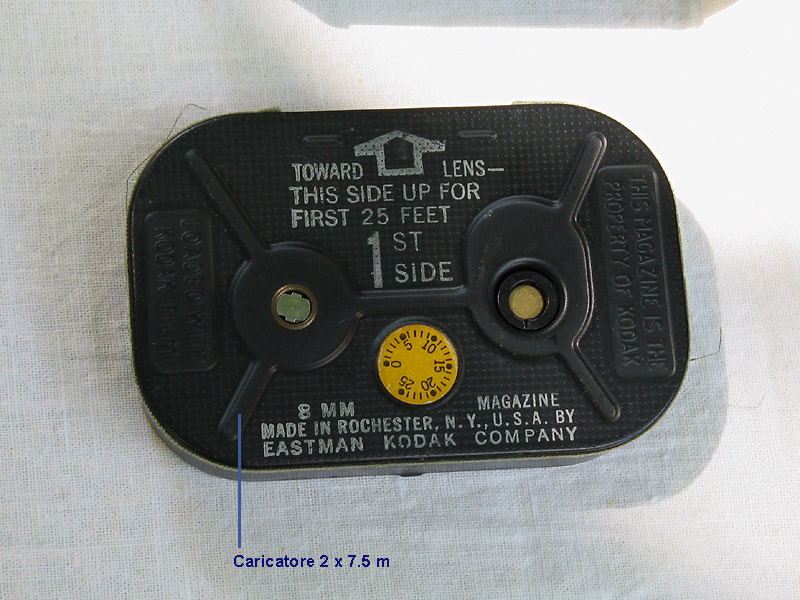 TOWARD LENS—
THIS SIDE UP FOR
FIRST 25 FEET
1 ST
SIDE
LOADED WITH
KODAK FILM
THIS MAGAZINE IS THE
PROPERTY OF KODAK
0 5 10 15 20 25
8 MM MAGAZINE
MADE IN ROCHESTER, N.Y., U.S.A. BY
EASTMAN KODAK COMPANY
Caricatore 2 x 7.5 m